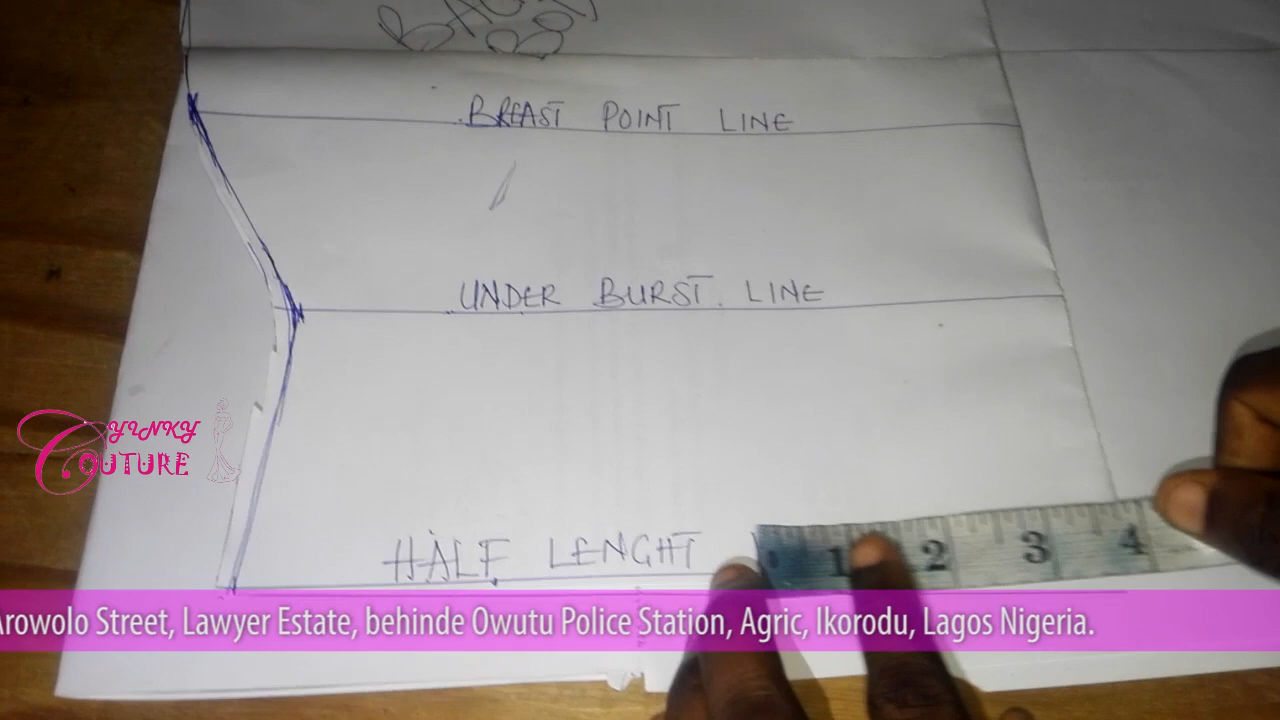 BREAST POINT LINE
UNDER BURST LINE
YINKY
COUTURE
HALF LENGHT
1 2 3 4
Arowolo Street, Lawyer Estate, behinde Owutu Police Station, Agric, Ikorodu, Lagos Nigeria.